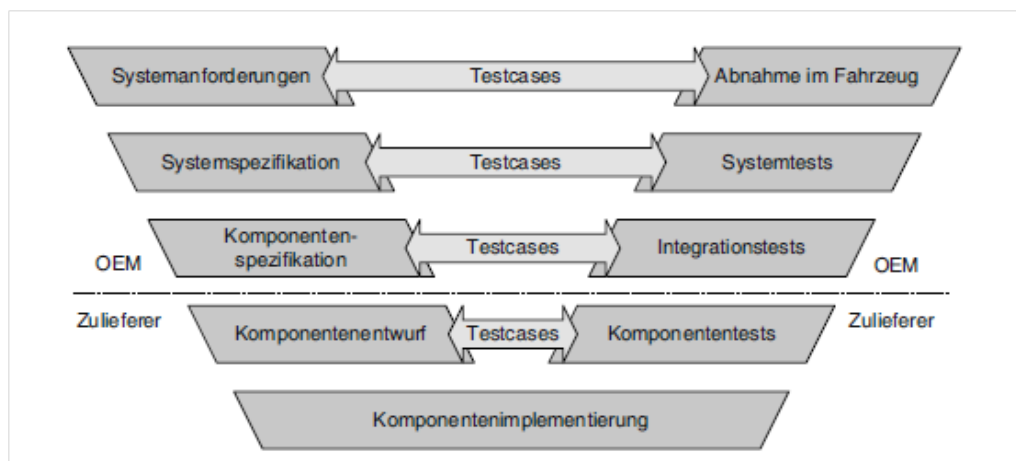 Systemanforderungen
Testcases
Abnahme im Fahrzeug
Systemspezifikation
Testcases
Systemtests
Komponenten-
spezifikation
Testcases
Integrationstests
OEM
OEM
Zulieferer
Zulieferer
Komponentenentwurf
Testcases
Komponententests
Komponentenimplementierung